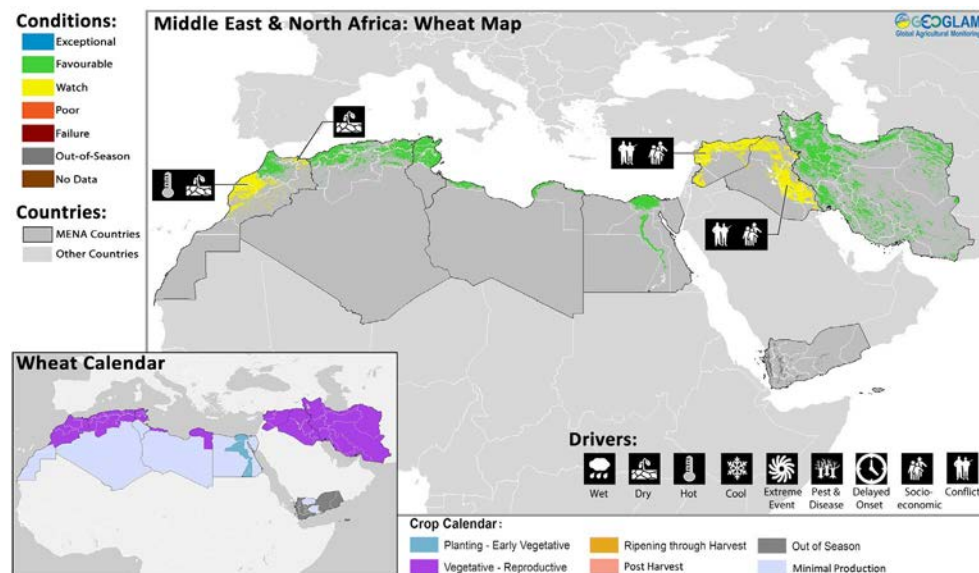 Conditions:
Exceptional
Favourable
Watch
Poor
Failure
Out-of-Season
No Data
Countries:
MENA Countries
Other Countries
Middle East & North Africa: Wheat Map
GEOGLAM
Global Agricultural Monitoring
Wheat Calendar
Drivers:
Wet
Dry
Hot
Cool
Extreme
Event
Pest &
Disease
Delayed
Onset
Socio-
economic
Conflict
Crop Calendar:
Planting - Early Vegetative
Ripening through Harvest
Out of Season
Vegetative - Reproductive
Post Harvest
Minimal Production